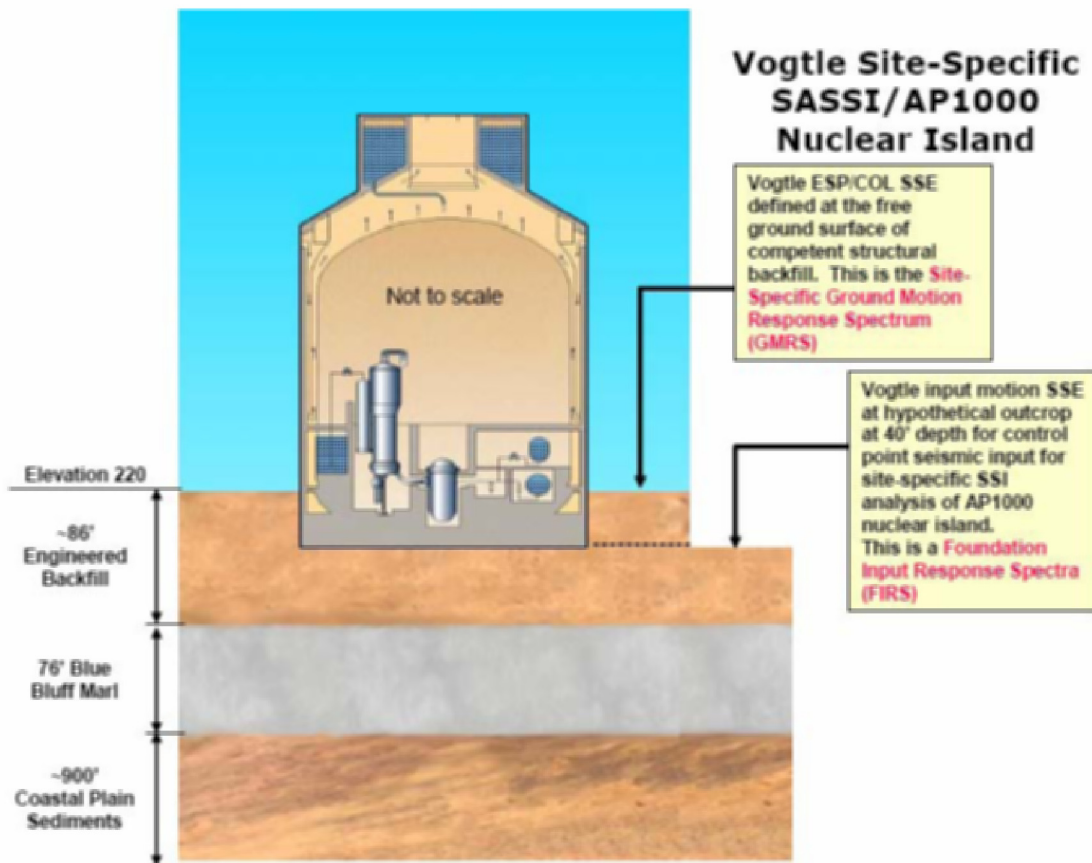 Vogtle Site-Specific
SASSI/AP1000
Nuclear Island
Vogtle ESP/COL SSE
defined at the free
ground surface of
competent structural
backfill. This is the Site-
Specific Ground Motion
Response Spectrum
(GMRS)
Not to scale
Vogtle input motion SSE
at hypothetical outcrop
at 40' depth for control
point seismic input for
site-specific SSI
analysis of AP1000
nuclear island.
This is a Foundation
Input Response Spectra
(FIRS)
Elevation 220
~86'
Engineered
Backfill
76' Blue
Bluff Marl
~900'
Coastal Plain
Sediments